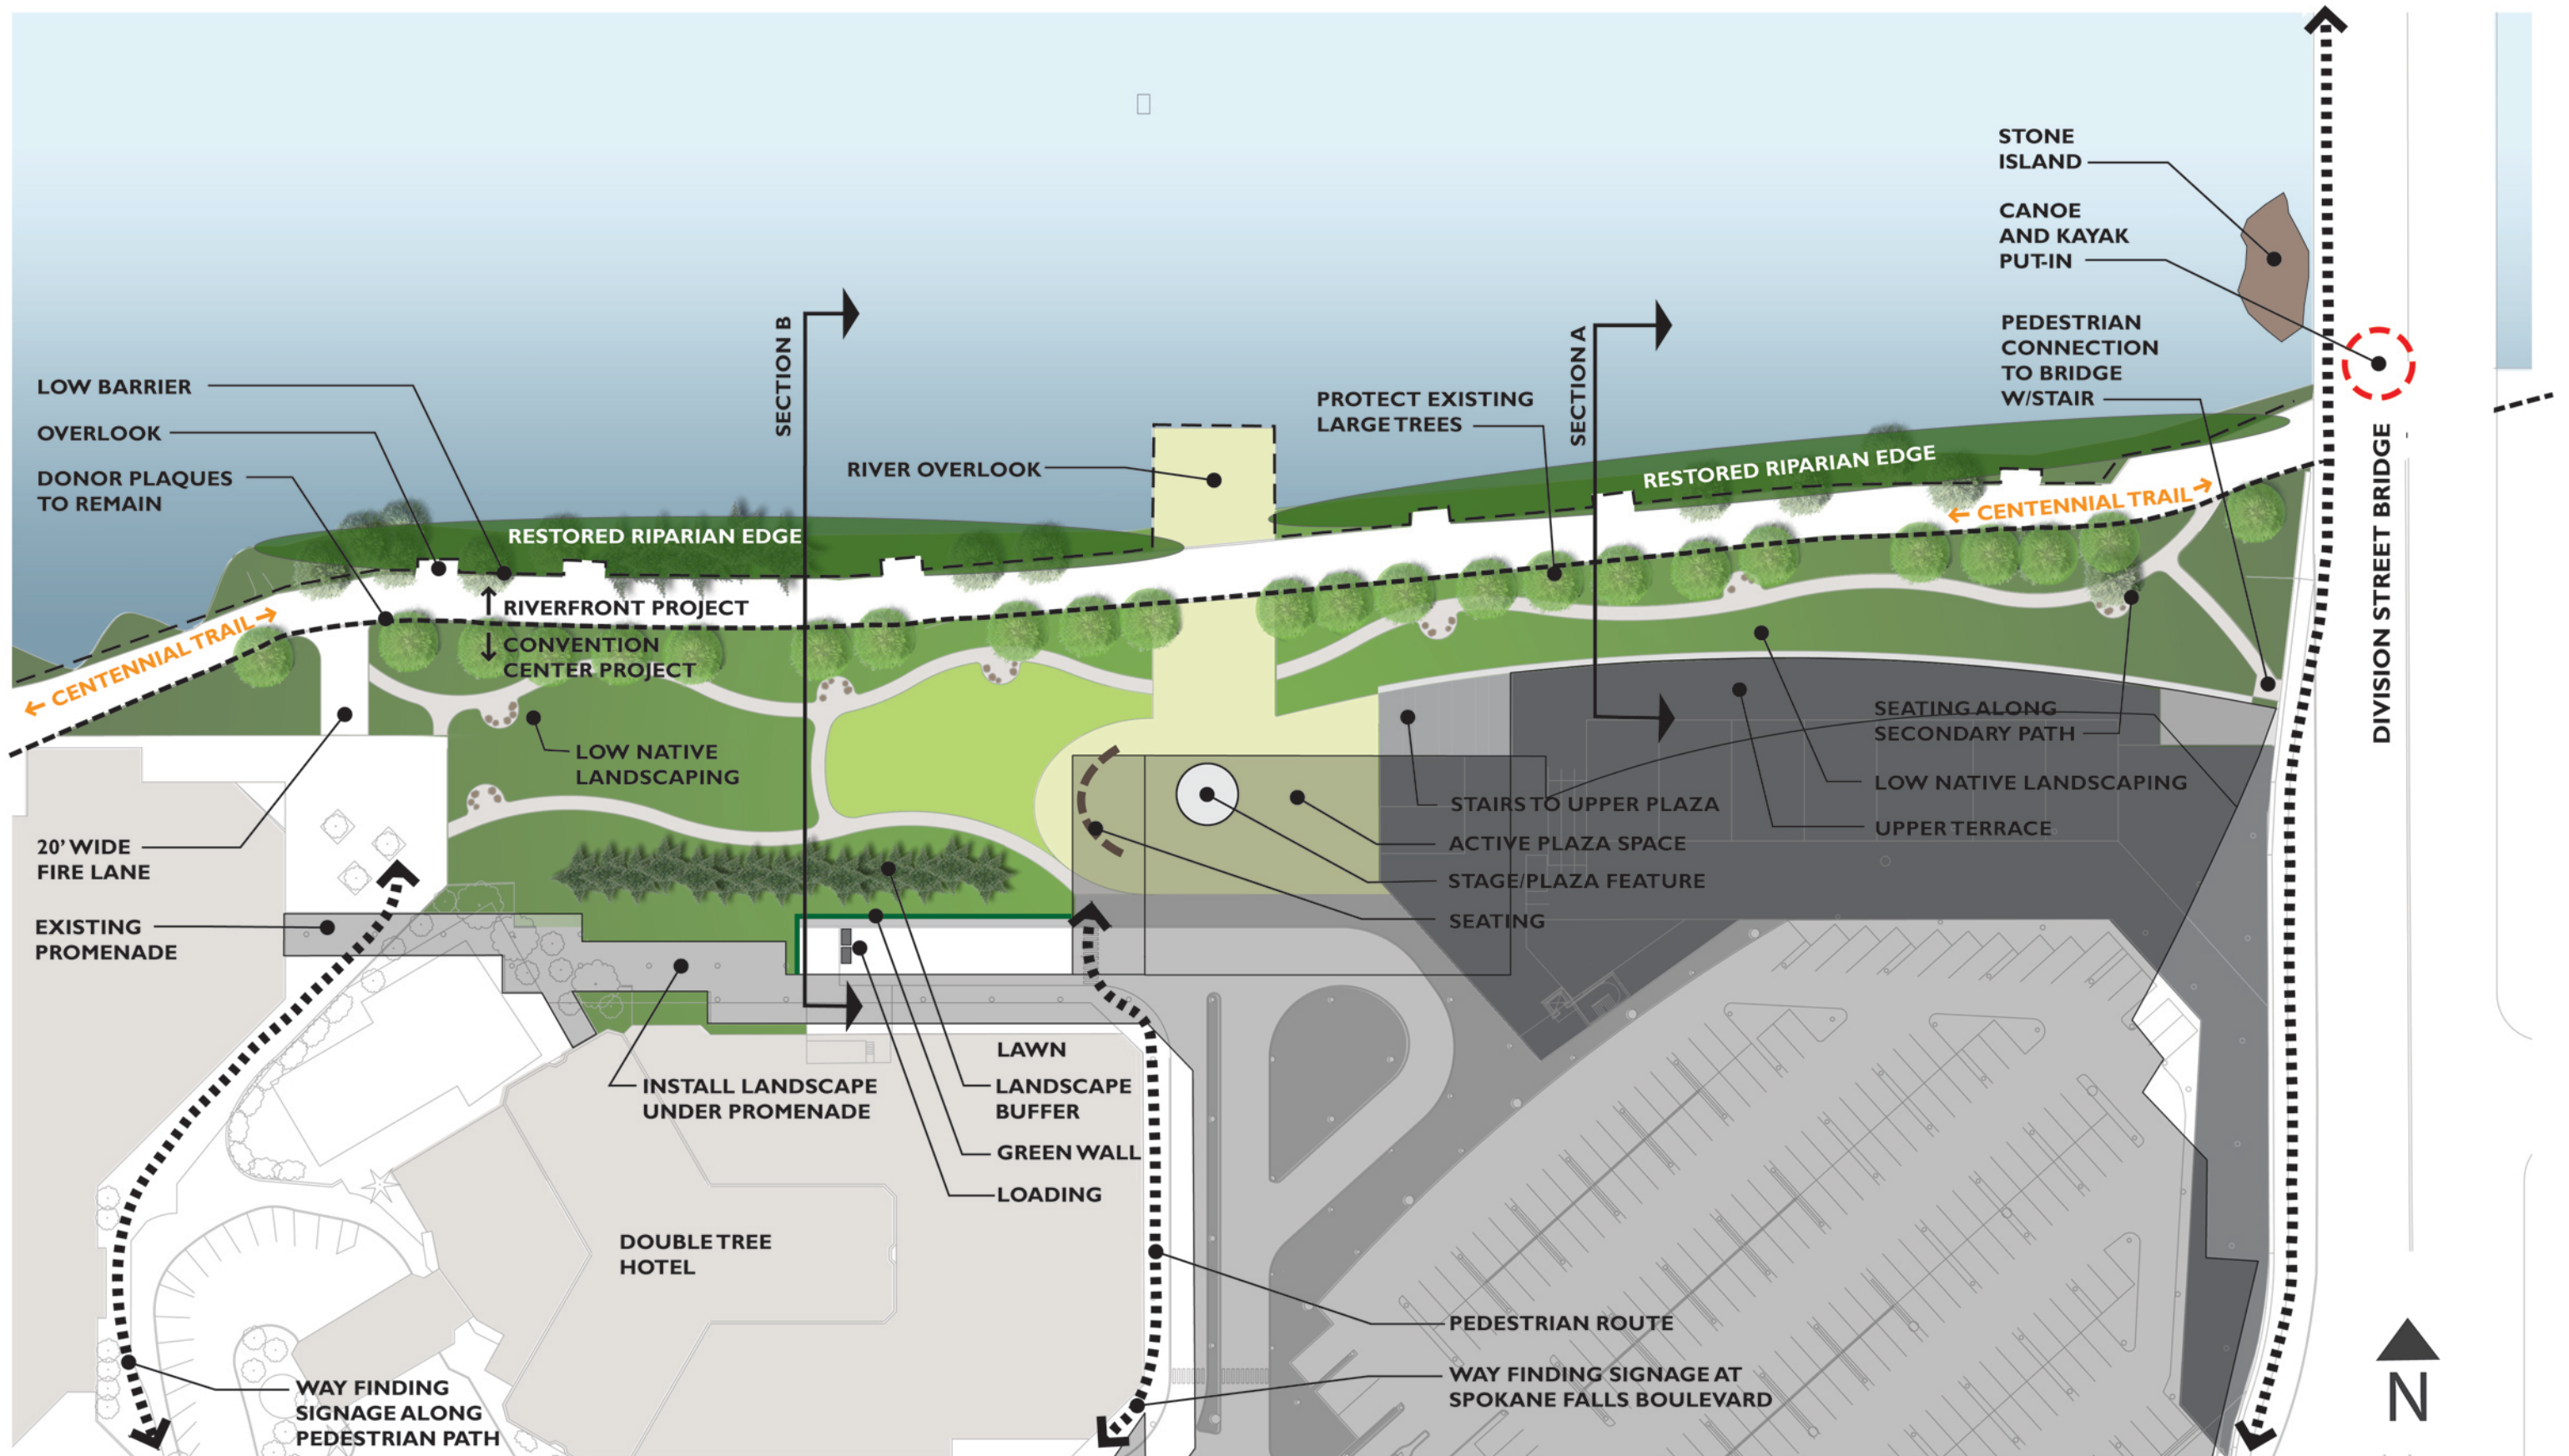 STONE
ISLAND
CANOE
AND KAYAK
PUT-IN
PEDESTRIAN
CONNECTION
TO BRIDGE
W/STAIR
SECTION B
SECTION A
LOW BARRIER
OVERLOOK
DONOR PLAQUES
TO REMAIN
PROTECT EXISTING
LARGE TREES
RIVER OVERLOOK
RESTORED RIPARIAN EDGE
RESTORED RIPARIAN EDGE
← CENTENNIAL TRAIL →
← CENTENNIAL TRAIL →
DIVISION STREET BRIDGE
↑ RIVERFRONT PROJECT
↓ CONVENTION
CENTER PROJECT
LOW NATIVE
LANDSCAPING
SEATING ALONG
SECONDARY PATH
LOW NATIVE LANDSCAPING
UPPER TERRACE
STAIRS TO UPPER PLAZA
ACTIVE PLAZA SPACE
STAGE/PLAZA FEATURE
SEATING
20' WIDE
FIRE LANE
EXISTING
PROMENADE
INSTALL LANDSCAPE
UNDER PROMENADE
LAWN
LANDSCAPE
BUFFER
GREEN WALL
LOADING
DOUBLE TREE
HOTEL
PEDESTRIAN ROUTE
WAY FINDING SIGNAGE AT
SPOKANE FALLS BOULEVARD
WAY FINDING
SIGNAGE ALONG
PEDESTRIAN PATH
N